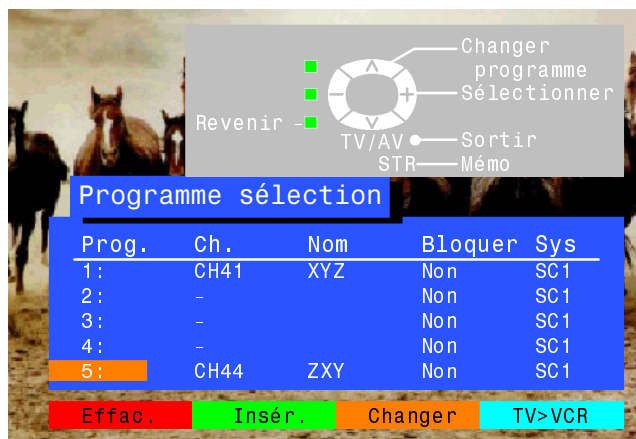 Changer
programme
Sélectionner
Revenir
TV/AV Sortir
STR Mémo
Programme sélection
Prog. Ch. Nom Bloquer Sys
1: CH41 XYZ Non SC1
2: - Non SC1
3: - Non SC1
4: - Non SC1
5: CH44 ZXY Non SC1
Effac. Insér. Changer TV>VCR